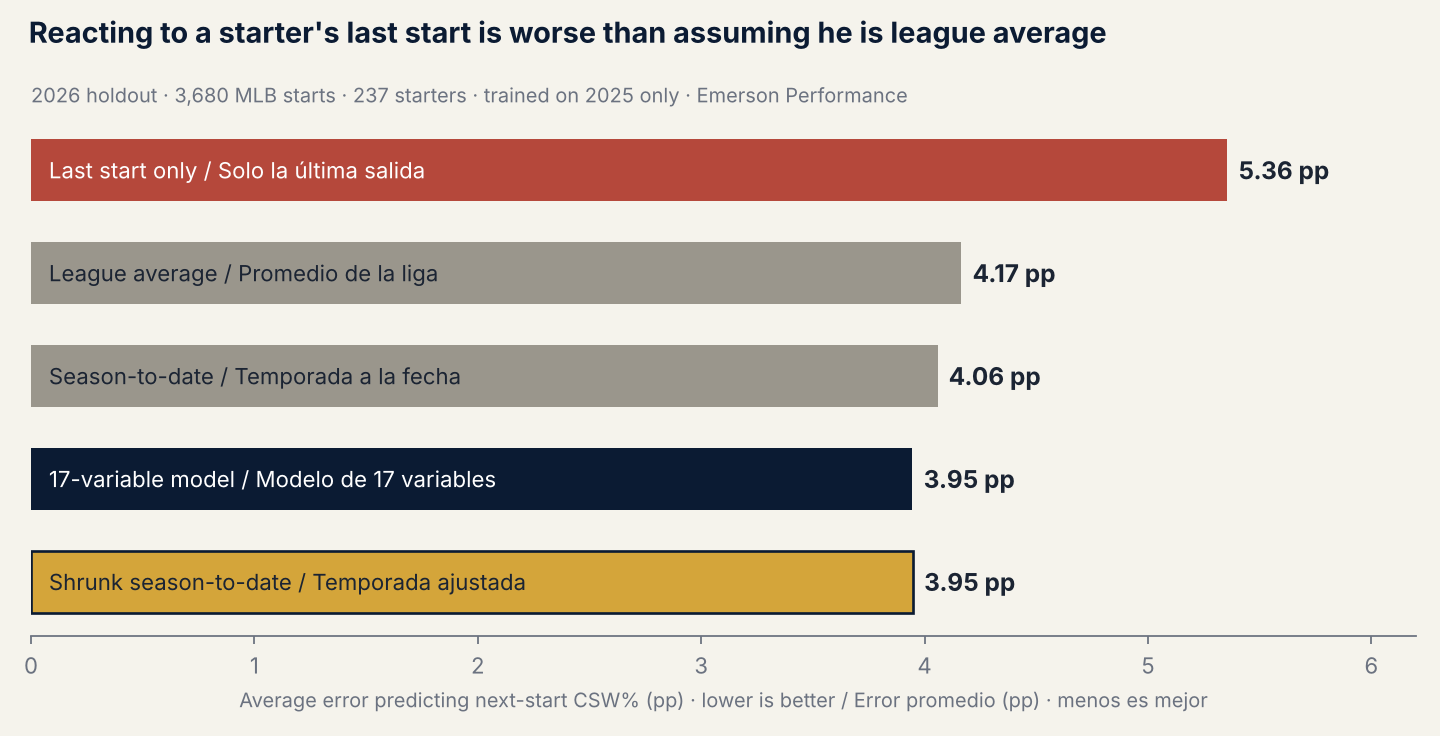 Reacting to a starter's last start is worse than assuming he is league average
2026 holdout · 3,680 MLB starts · 237 starters · trained on 2025 only · Emerson Performance
Last start only / Solo la última salida 5.36 pp
League average / Promedio de la liga 4.17 pp
Season-to-date / Temporada a la fecha 4.06 pp
17-variable model / Modelo de 17 variables 3.95 pp
Shrunk season-to-date / Temporada ajustada 3.95 pp
0 1 2 3 4 5 6
Average error predicting next-start CSW% (pp) · lower is better / Error promedio (pp) · menos es mejor